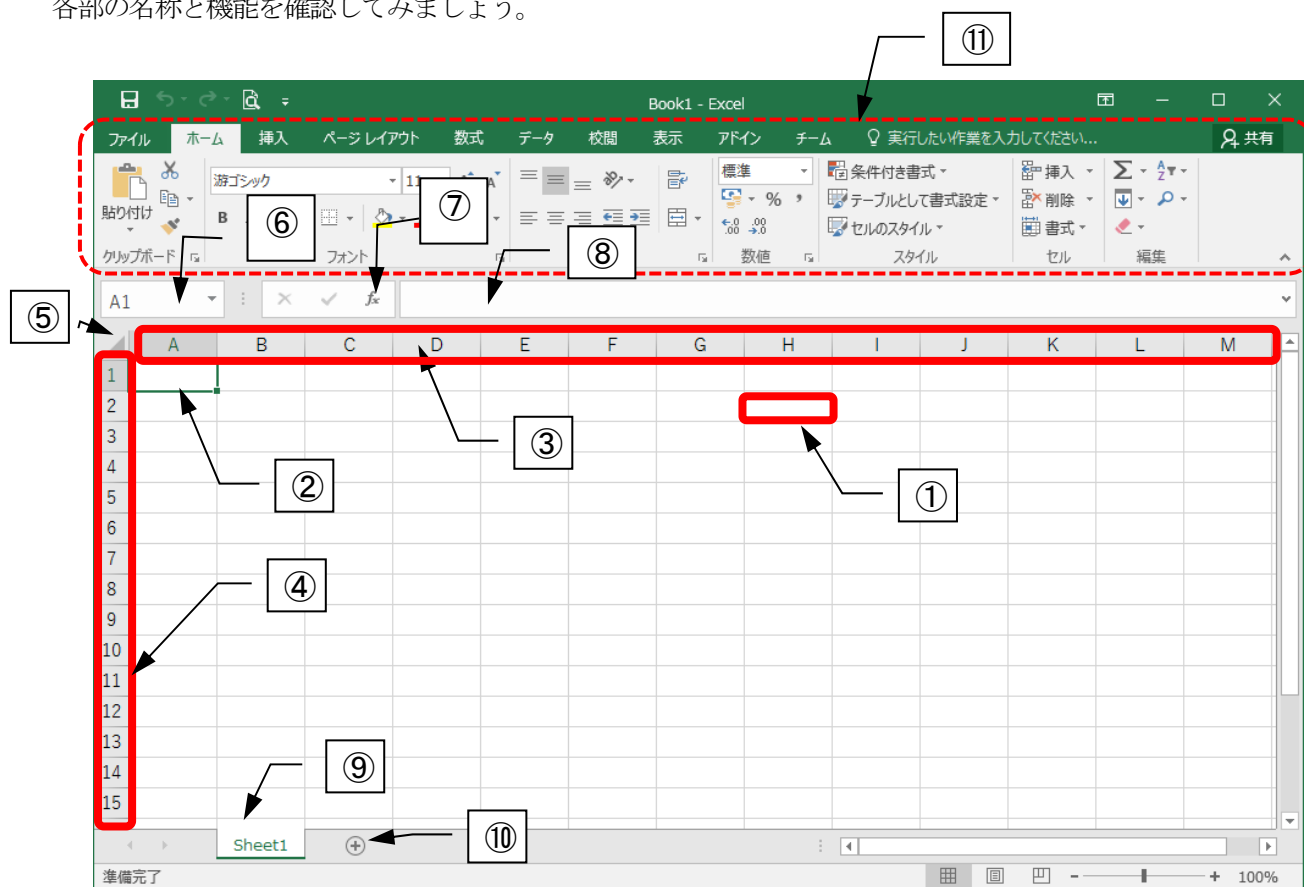 各部の名称と機能を確認してみましょう。
⑪
Book1 - Excel
ファイル ホーム 挿入 ページ レイアウト 数式 データ 校閲 表示 アドイン チーム 実行したい作業を入力してください... 共有
游ゴシック 11 A 標準 条件付き書式 挿入 Σ
貼り付け % , テーブルとして書式設定 削除
B ⑥ ⑦ .00 セルのスタイル 書式
クリップボード フォント ⑧ 数値 スタイル セル 編集
A1 fx
⑤
A B C D E F G H I J K L M
1
2
3 ③
4 ②
5 ①
6
7
8 ④
9
10
11
12
13
14 ⑨
15
Sheet1 ⑩
準備完了 - + 100%